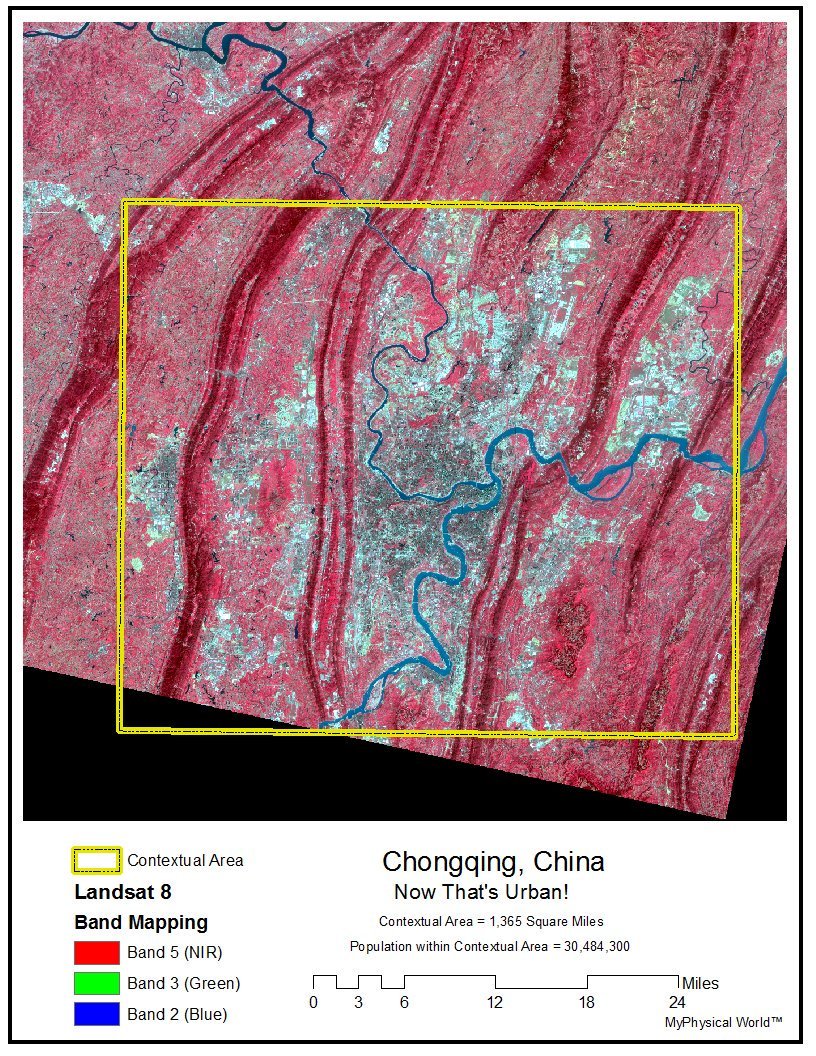 Contextual Area
Landsat 8
Band Mapping
Band 5 (NIR)
Band 3 (Green)
Band 2 (Blue)
Chongqing, China
Now That's Urban!
Contextual Area = 1,365 Square Miles
Population within Contextual Area = 30,484,300
0 3 6 12 18 24 Miles
MyPhysical World™